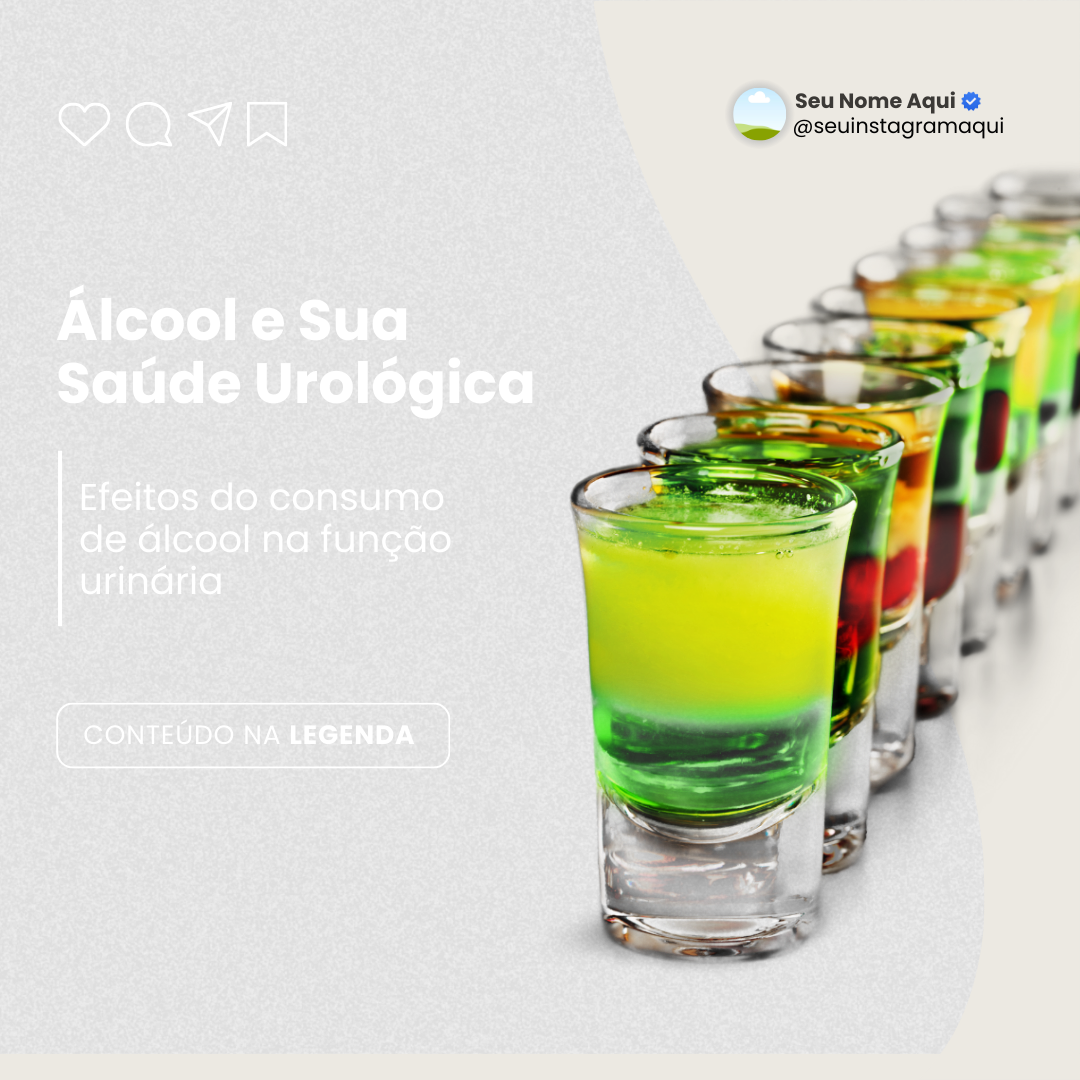 Seu Nome Aqui
@seuinstagramaqui
Álcool e Sua
Saúde Urológica
Efeitos do consumo
de álcool na função
urinária
CONTEÚDO NA LEGENDA